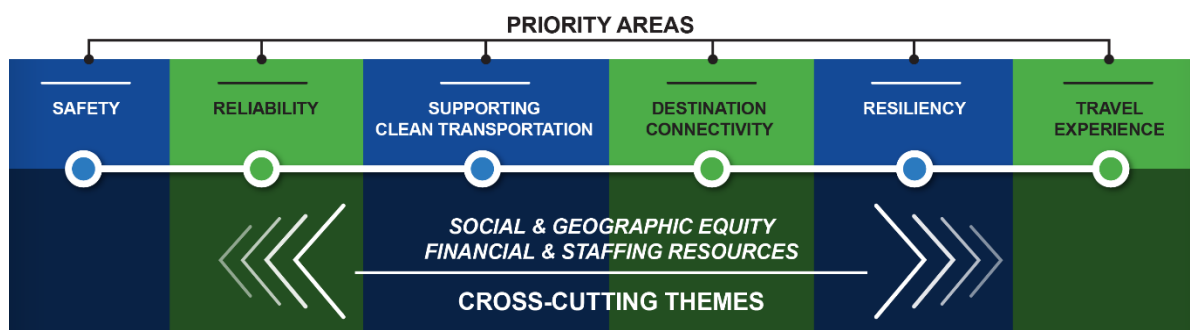 PRIORITY AREAS
SAFETY
RELIABILITY
SUPPORTING
CLEAN TRANSPORTATION
DESTINATION
CONNECTIVITY
RESILIENCY
TRAVEL
EXPERIENCE
SOCIAL & GEOGRAPHIC EQUITY
FINANCIAL & STAFFING RESOURCES
CROSS-CUTTING THEMES